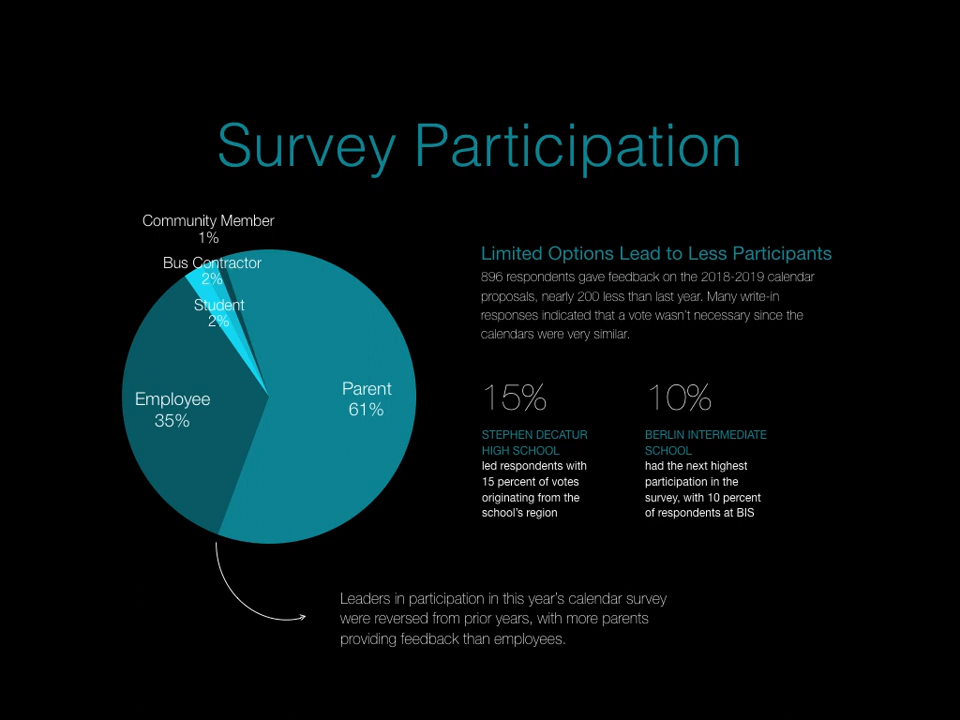 Survey Participation
Community Member
1%
Bus Contractor
2%
Student
2%
Employee
35%
Parent
61%
Limited Options Lead to Less Participants
896 respondents gave feedback on the 2018-2019 calendar
proposals, nearly 200 less than last year. Many write-in
responses indicated that a vote wasn't necessary since the
calendars were very similar.
15%
STEPHEN DECATUR
HIGH SCHOOL
led respondents with
15 percent of votes
originating from the
school's region
10%
BERLIN INTERMEDIATE
SCHOOL
had the next highest
participation in the
survey, with 10 percent
of respondents at BIS
Leaders in participation in this year's calendar survey
were reversed from prior years, with more parents
providing feedback than employees.